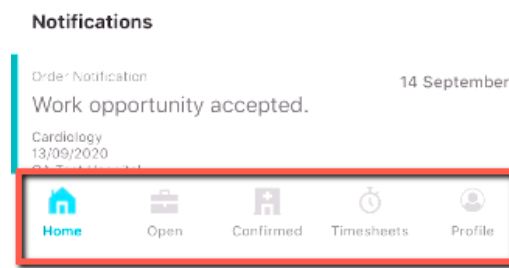 Notifications
Order Notification
14 September
Work opportunity accepted.
Cardiology
13/09/2020
Home Open Confirmed Timesheets Profile